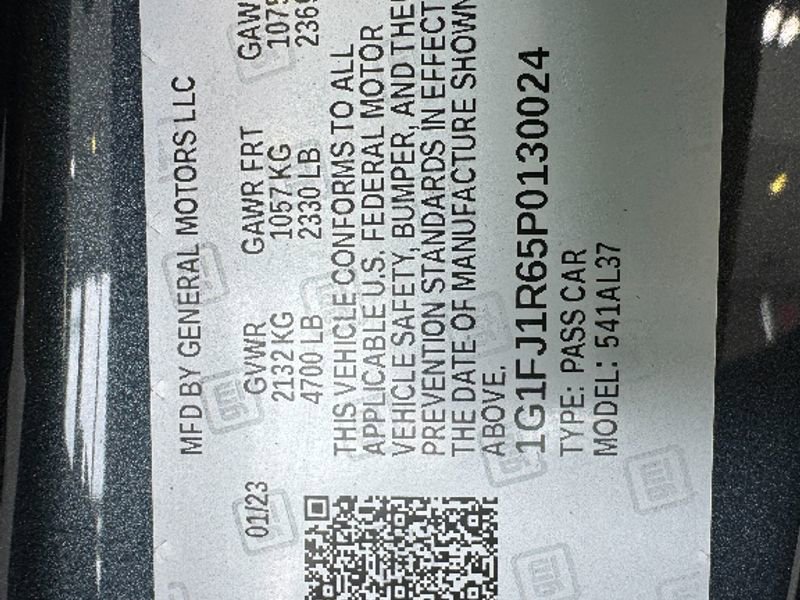 MFD BY GENERAL MOTORS LLC
01/23 GVWR GAWR FRT
2132 KG 1057 KG
4700 LB 2330 LB
THIS VEHICLE CONFORMS TO ALL
APPLICABLE U.S. FEDERAL MOTOR
VEHICLE SAFETY, BUMPER, AND THE
PREVENTION STANDARDS IN EFFECT
THE DATE OF MANUFACTURE SHOWN
ABOVE.
1G1FJ1R65P0130024
TYPE: PASS CAR
MODEL: 541AL37